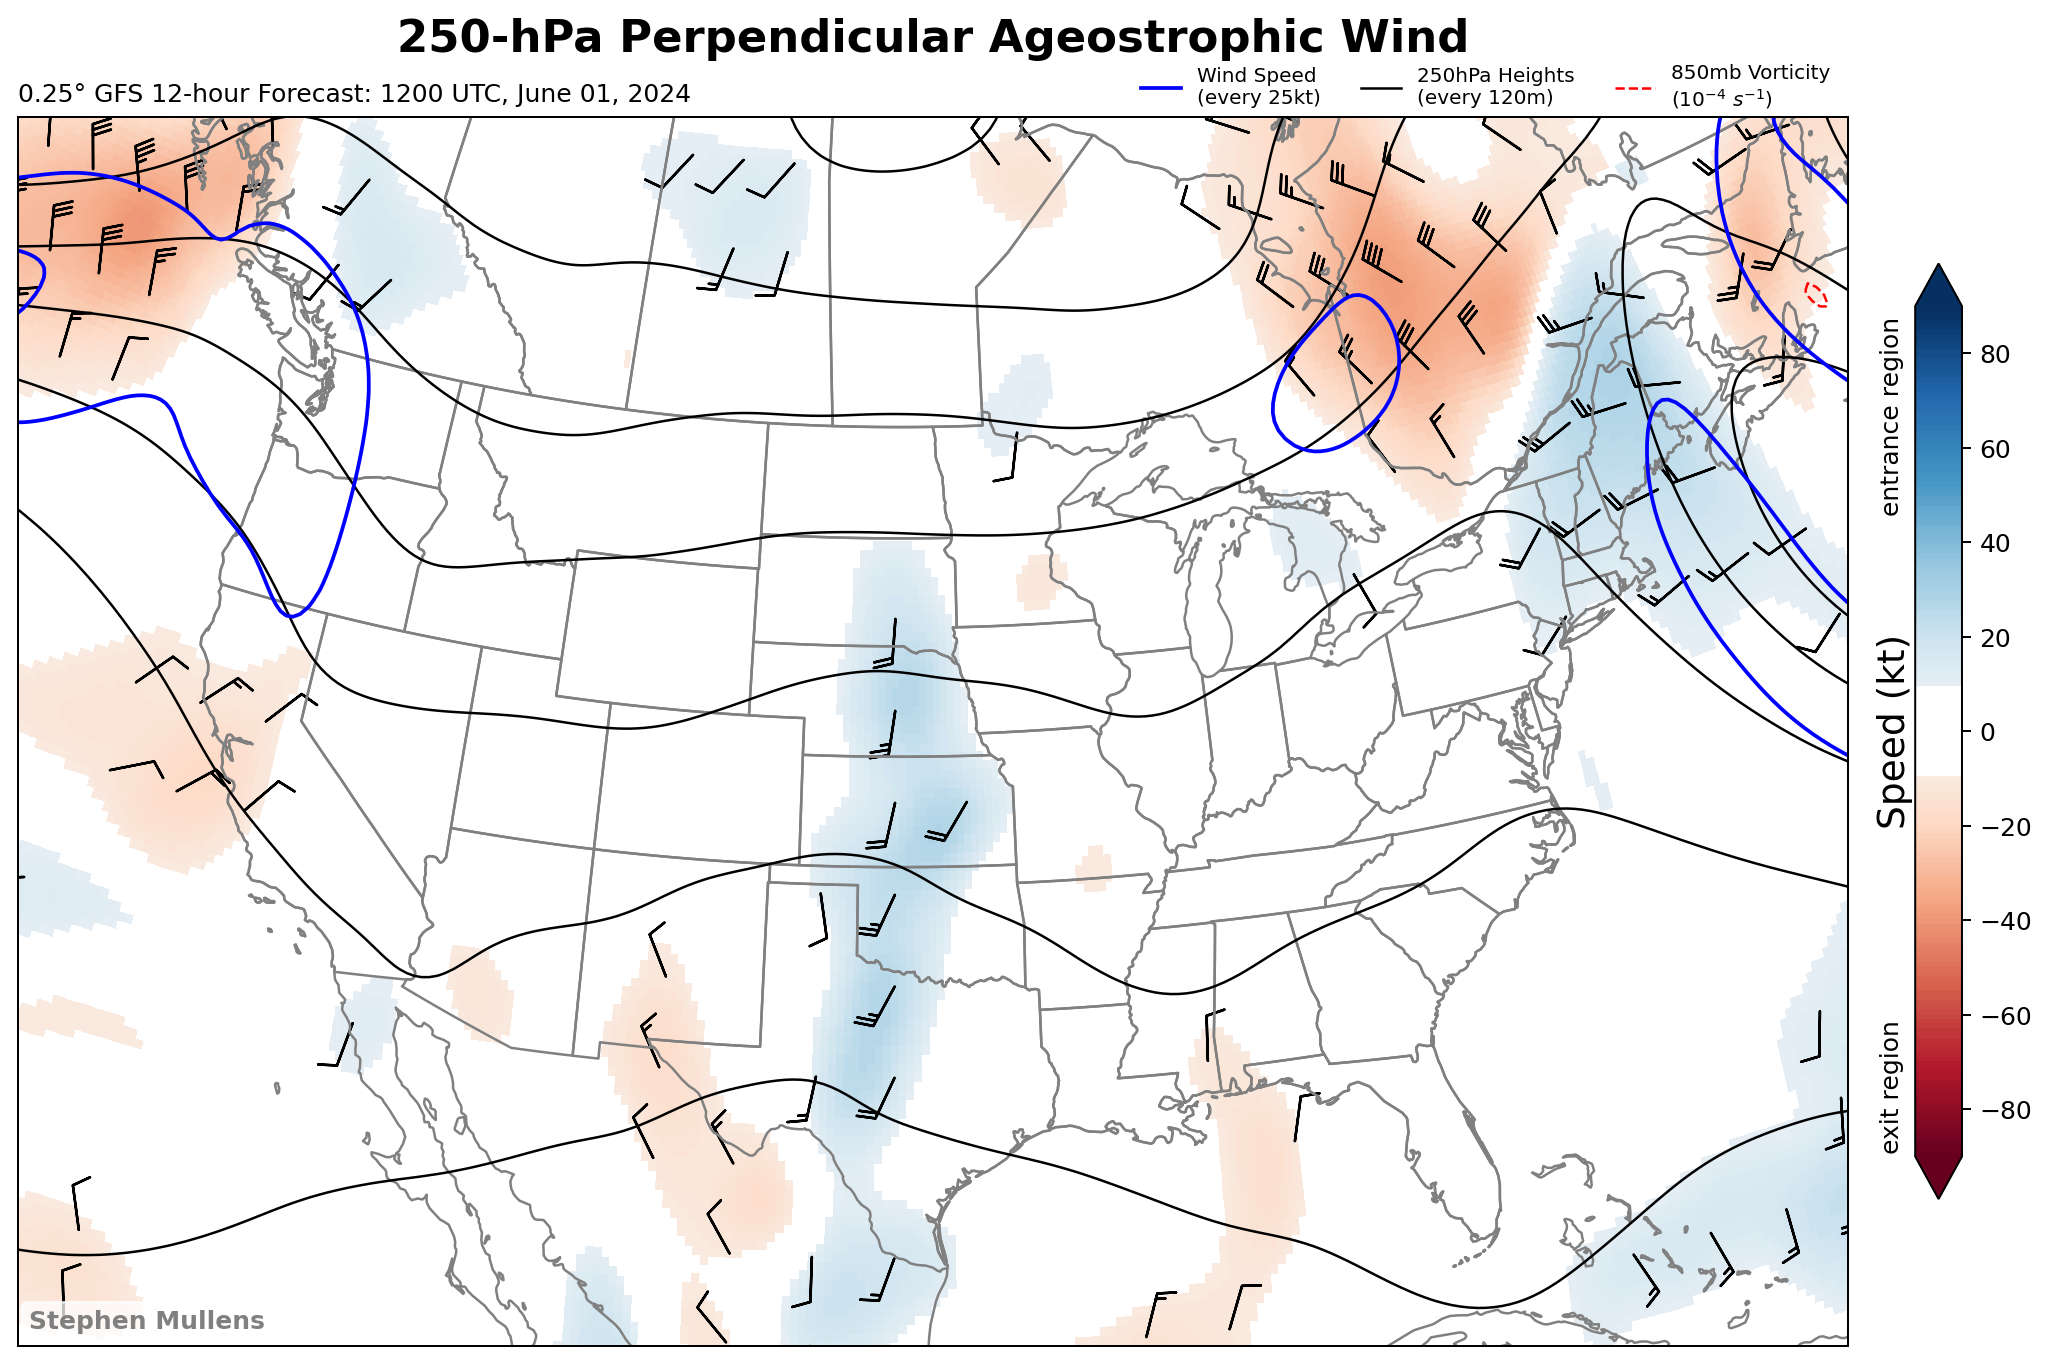 250-hPa Perpendicular Ageostrophic Wind
0.25° GFS 12-hour Forecast: 1200 UTC, June 01, 2024
Wind Speed
(every 25kt)
250hPa Heights
(every 120m)
850mb Vorticity
(10⁻⁴ s⁻¹)
entrance region
Speed (kt)
exit region
80
60
40
20
0
−20
−40
−60
−80
Stephen Mullens